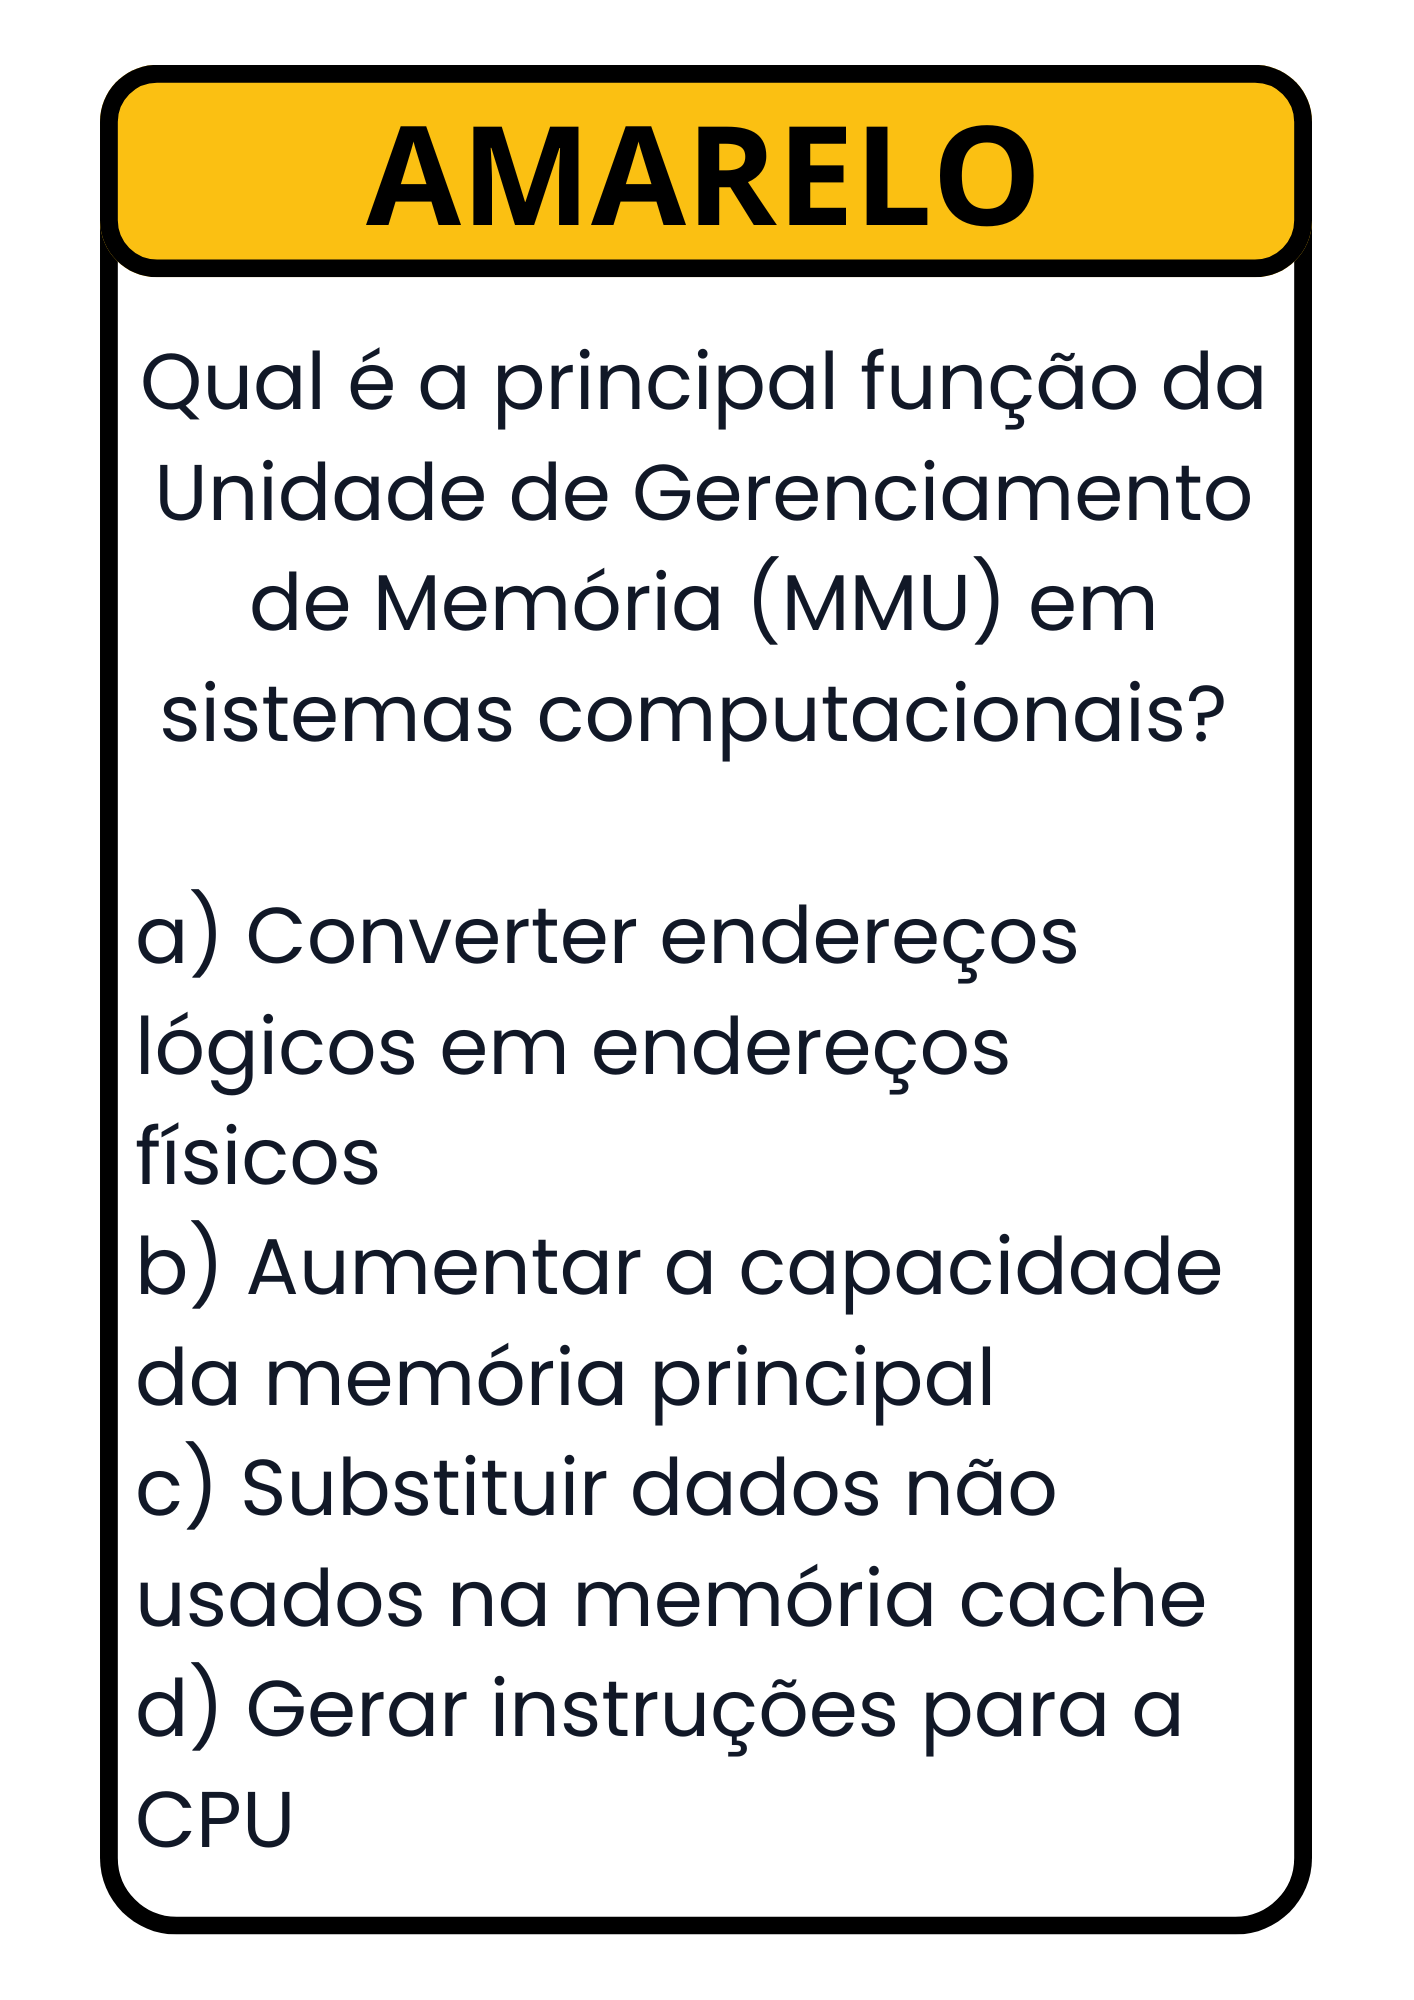 AMARELO
Qual é a principal função da
Unidade de Gerenciamento
de Memória (MMU) em
sistemas computacionais?
a) Converter endereços
lógicos em endereços
físicos
b) Aumentar a capacidade
da memória principal
c) Substituir dados não
usados na memória cache
d) Gerar instruções para a
CPU